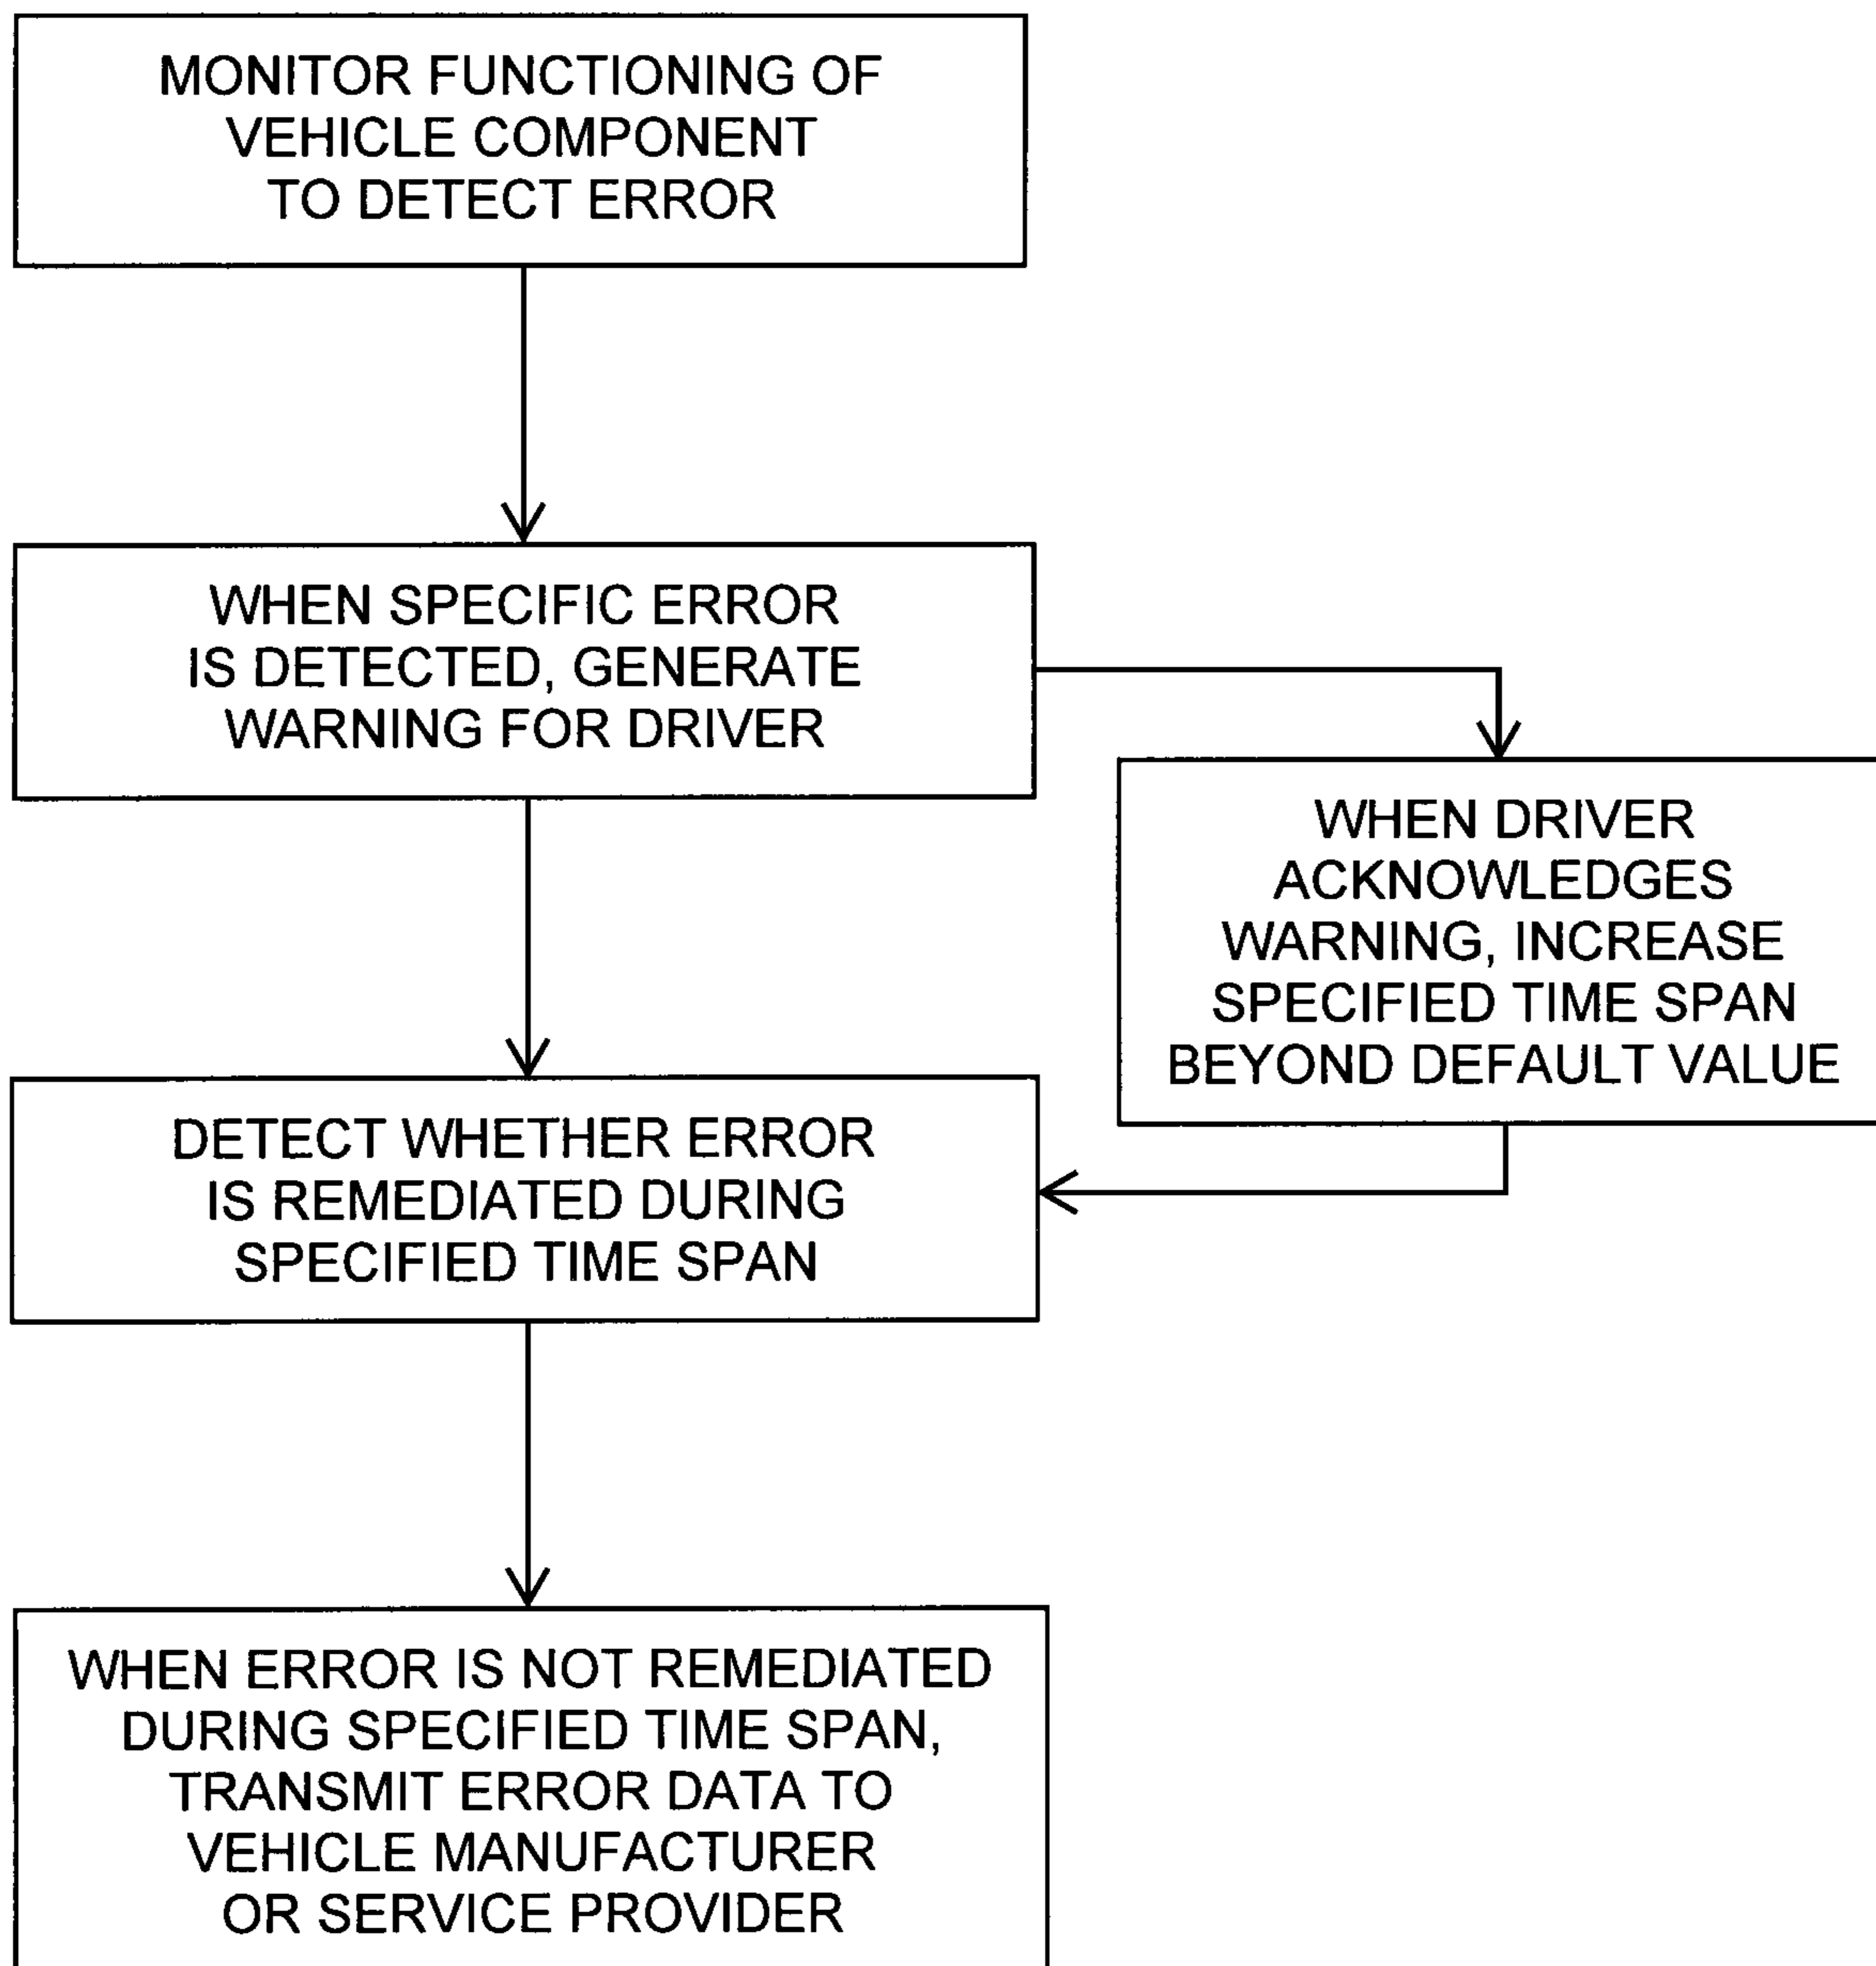 MONITOR FUNCTIONING OF
VEHICLE COMPONENT
TO DETECT ERROR
WHEN SPECIFIC ERROR
IS DETECTED, GENERATE
WARNING FOR DRIVER
WHEN DRIVER
ACKNOWLEDGES
WARNING, INCREASE
SPECIFIED TIME SPAN
BEYOND DEFAULT VALUE
DETECT WHETHER ERROR
IS REMEDIATED DURING
SPECIFIED TIME SPAN
WHEN ERROR IS NOT REMEDIATED
DURING SPECIFIED TIME SPAN,
TRANSMIT ERROR DATA TO
VEHICLE MANUFACTURER
OR SERVICE PROVIDER